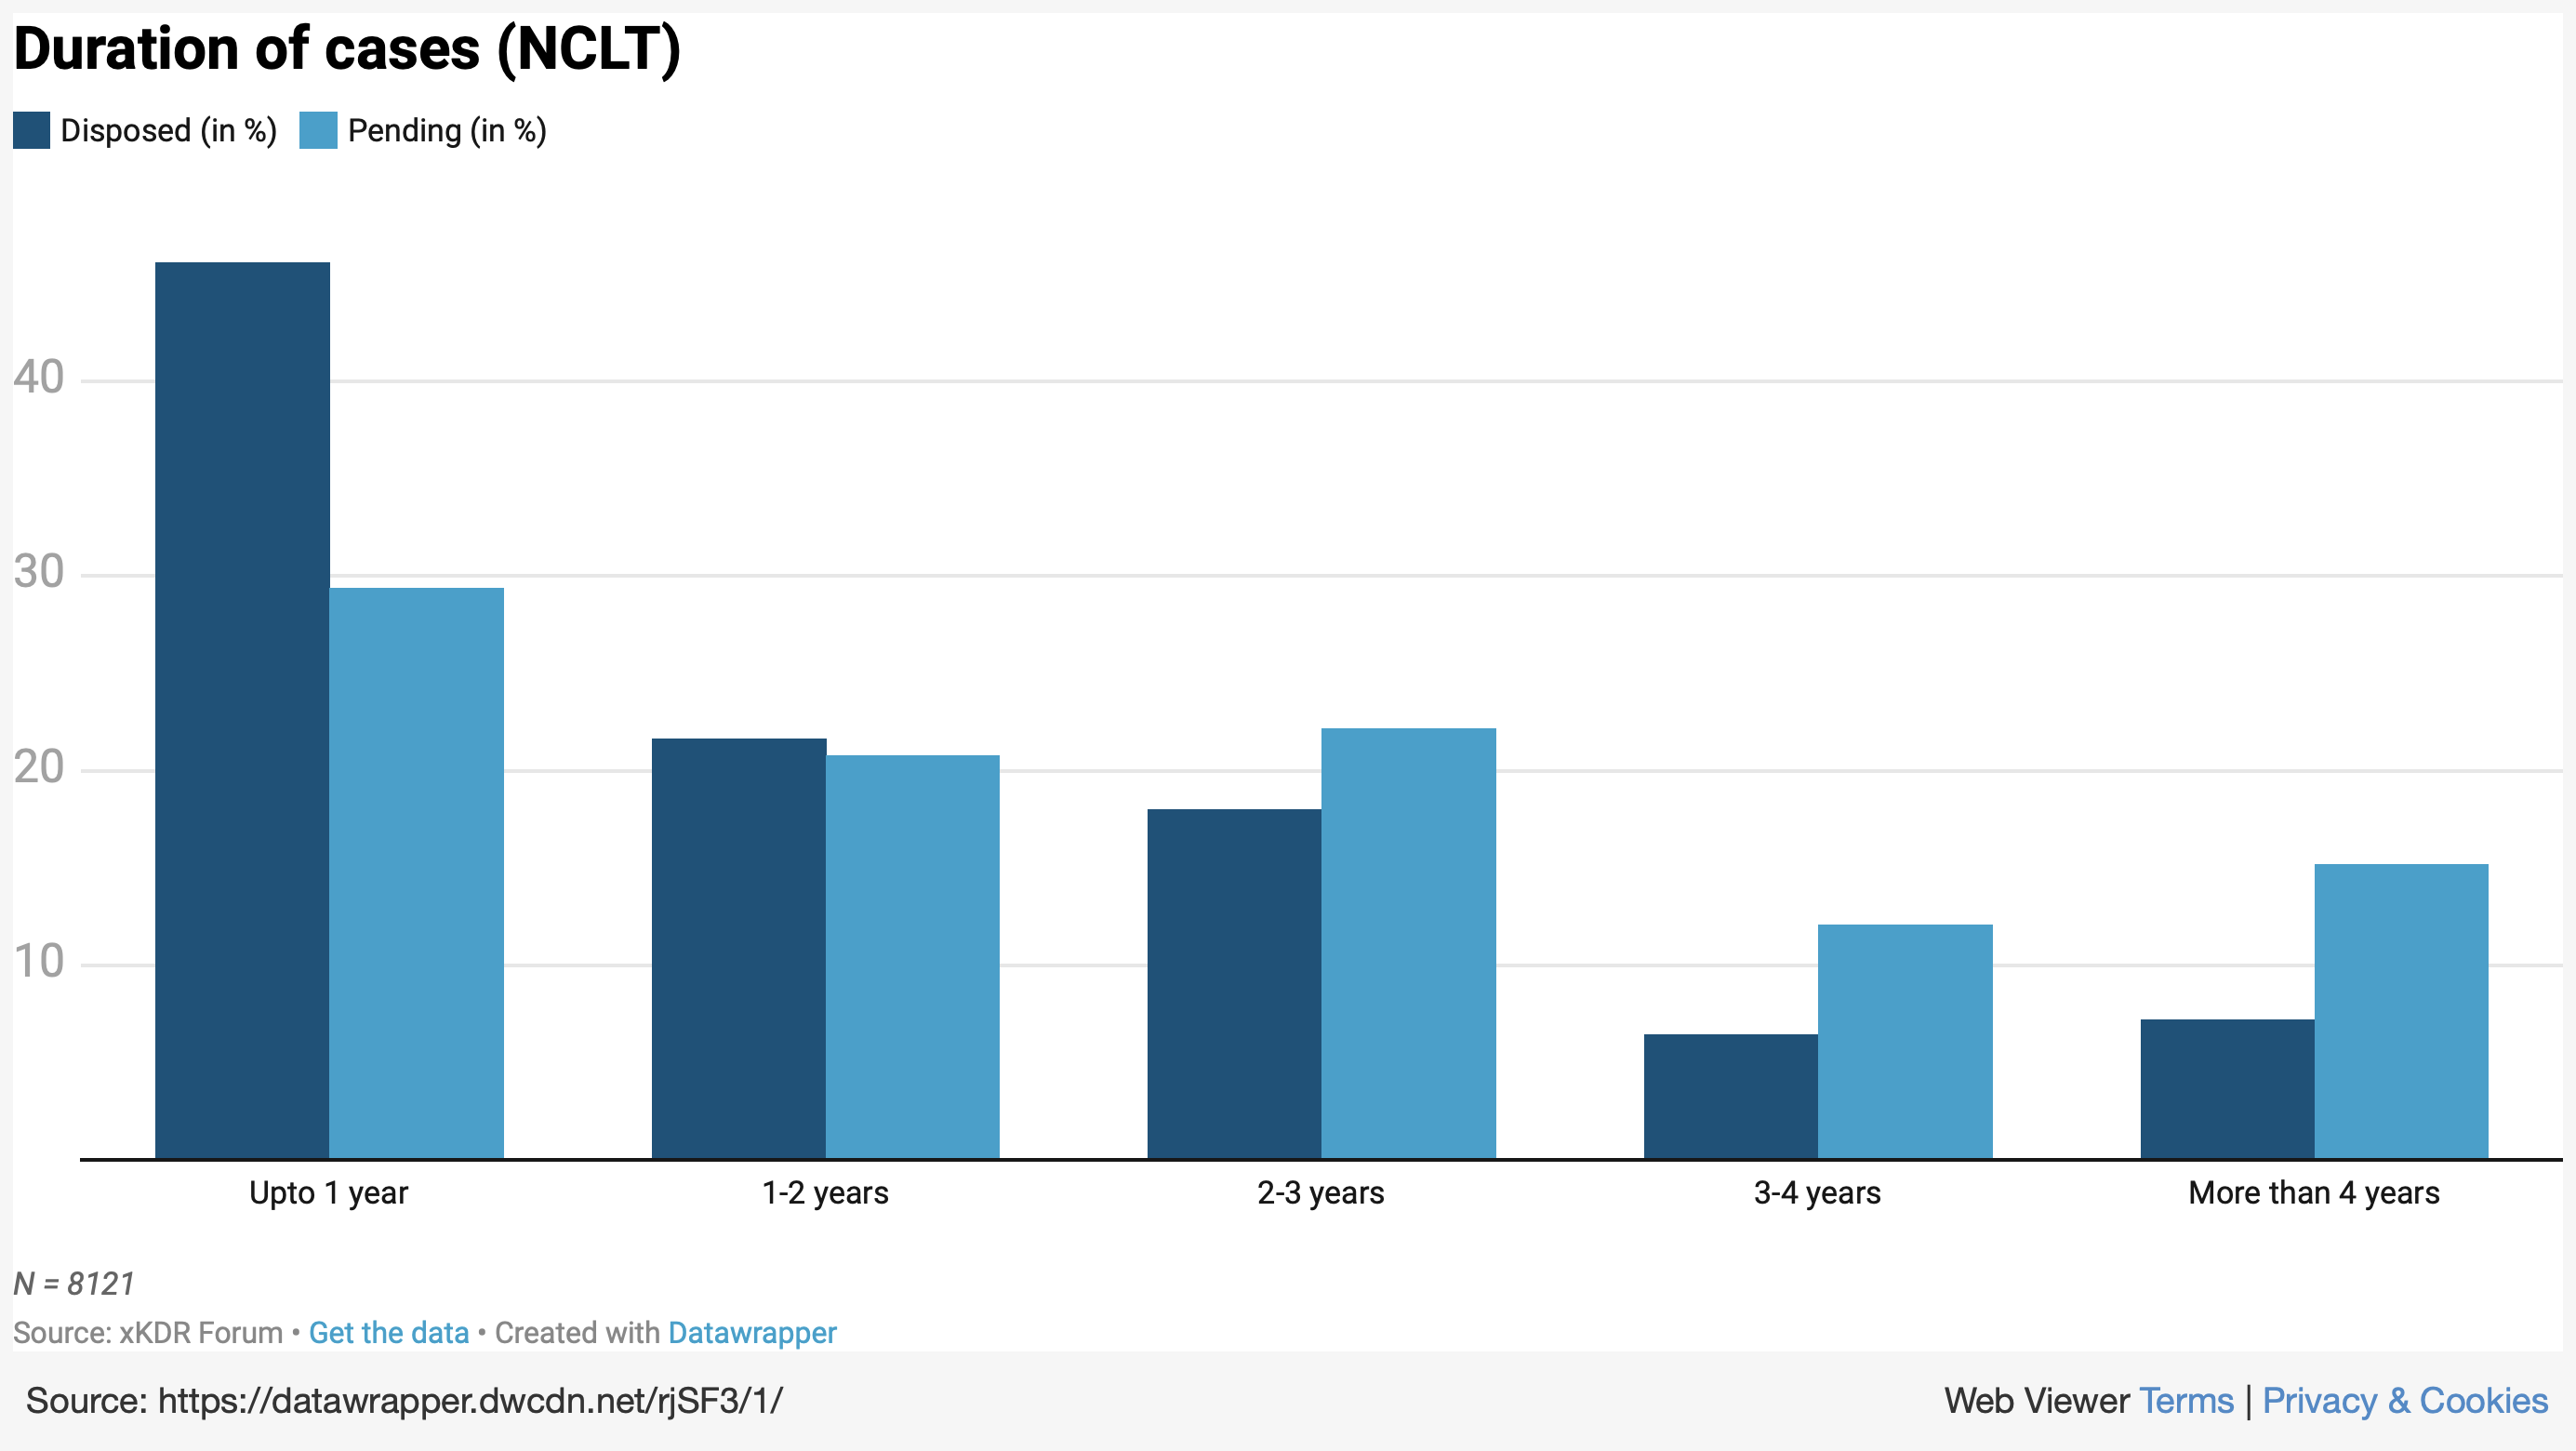 Duration of cases (NCLT)
Disposed (in %) Pending (in %)
40
30
20
10
Upto 1 year 1-2 years 2-3 years 3-4 years More than 4 years
N = 8121
Source: xKDR Forum • Get the data • Created with Datawrapper
Source: https://datawrapper.dwcdn.net/rjSF3/1/ Web Viewer Terms | Privacy & Cookies